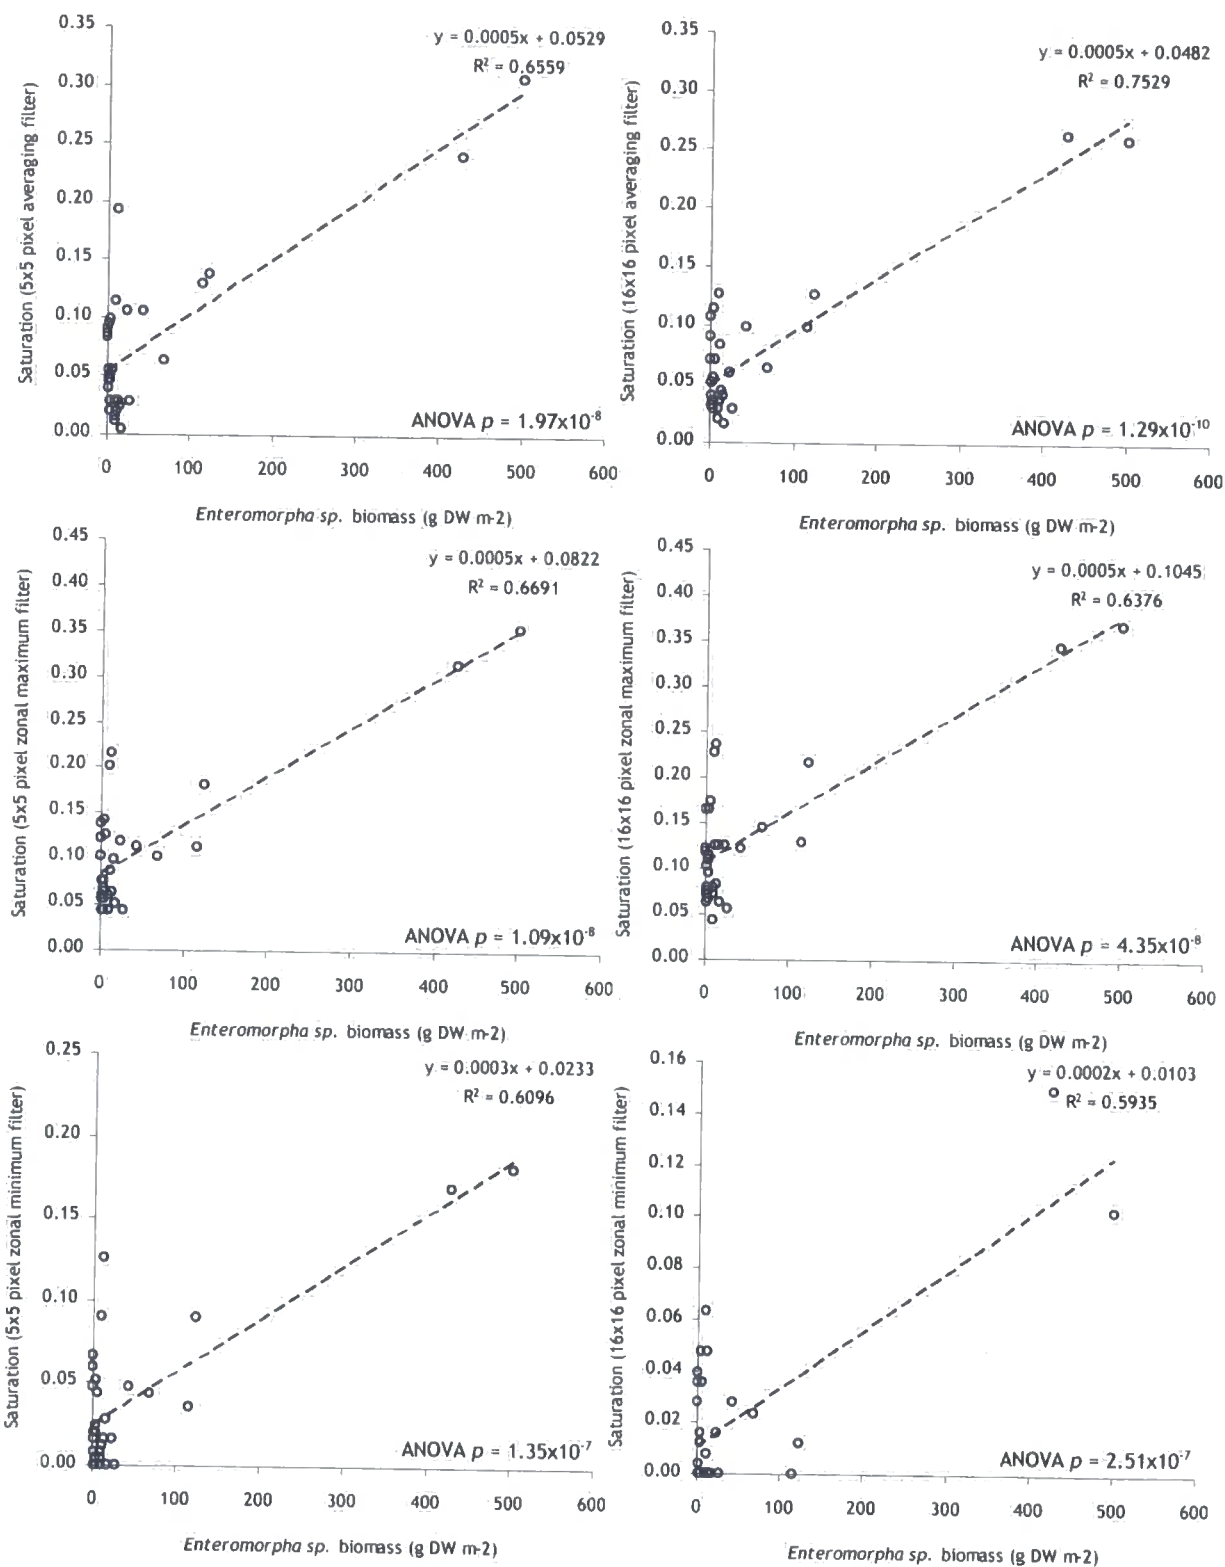 0.35
y = 0.0005x + 0.0529
R² = 0.6559
0.30
0.25
0.20
0.15
0.10
0.05
0.00
Saturation (5x5 pixel averaging filter)
ANOVA p = 1.97x10⁻⁸
0 100 200 300 400 500 600
Enteromorpha sp. biomass (g DW m-2)
0.35
y = 0.0005x + 0.0482
R² = 0.7529
0.30
0.25
0.20
0.15
0.10
0.05
0.00
Saturation (16x16 pixel averaging filter)
ANOVA p = 1.29x10⁻¹⁰
0 100 200 300 400 500 600
Enteromorpha sp. biomass (g DW m-2)
0.45
y = 0.0005x + 0.0822
R² = 0.6691
0.40
0.35
0.30
0.25
0.20
0.15
0.10
0.05
0.00
Saturation (5x5 pixel zonal maximum filter)
ANOVA p = 1.09x10⁻⁸
0 100 200 300 400 500 600
Enteromorpha sp. biomass (g DW m-2)
0.45
y = 0.0005x + 0.1045
R² = 0.6376
0.40
0.35
0.30
0.25
0.20
0.15
0.10
0.05
0.00
Saturation (16x16 pixel zonal maximum filter)
ANOVA p = 4.35x10⁻⁸
0 100 200 300 400 500 600
Enteromorpha sp. biomass (g DW m-2)
0.25
y = 0.0003x + 0.0233
R² = 0.6096
0.20
0.15
0.10
0.05
0.00
Saturation (5x5 pixel zonal minimum filter)
ANOVA p = 1.35x10⁻⁷
0 100 200 300 400 500 600
Enteromorpha sp. biomass (g DW m-2)
0.16
y = 0.0002x + 0.0103
R² = 0.5935
0.14
0.12
0.10
0.08
0.06
0.04
0.02
0.00
Saturation (16x16 pixel zonal minimum filter)
ANOVA p = 2.51x10⁻⁷
0 100 200 300 400 500 600
Enteromorpha sp. biomass (g DW m-2)